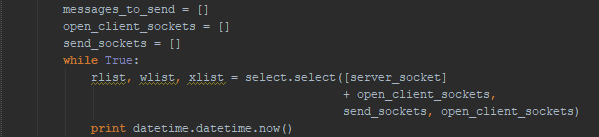 messages_to_send = []
open_client_sockets = []
send_sockets = []
while True:
rlist, wlist, xlist = select.select([server_socket]
+ open_client_sockets,
send_sockets, open_client_sockets)
print datetime.datetime.now()